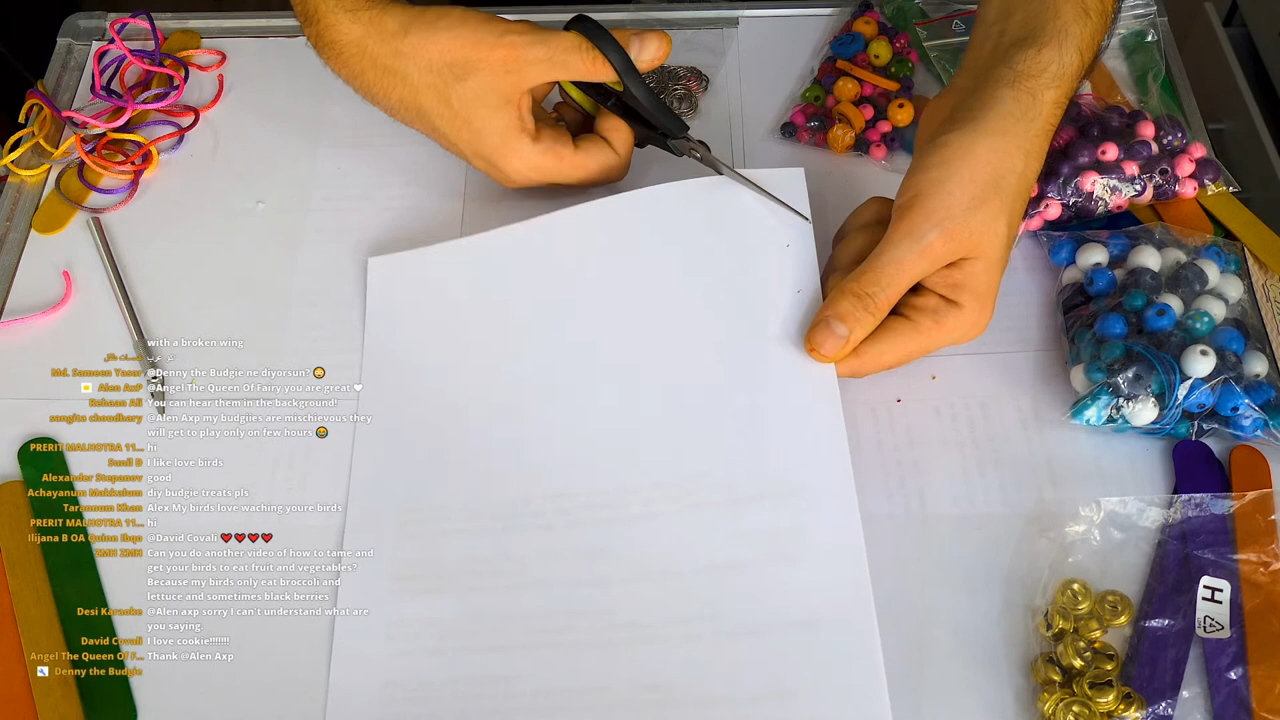 with a broken wing
Md. Sameen Yasar @Denny the Budgie ne diyorsun? 😳
Alen AxP @Angel The Queen Of Fairy you are great 🤍
Rehaan Ali You can hear them in the background!
sangita choudhary @Alen Axp my budgiies are mischievous they
will get to play only on few hours 😂
PRERIT MALHOTRA 11... hi
Sunil D I like love birds
Alexander Stepanov good
Achayanum Makkalum diy budgie treats pls
Tarannum Khan Alex My birds love waching youre birds
PRERIT MALHOTRA 11... hi
Ilijana B OA Quinn Ibqo @David Covali ❤️❤️❤️❤️
ZMH ZMH Can you do another video of how to tame and
get your birds to eat fruit and vegetables?
Because my birds only eat broccoli and
lettuce and sometimes black berries
Desi Karaoke @Alen axp sorry I can't understand what are
you saying.
David Covali I love cookie!!!!!!!
Angel The Queen Of F... Thank @Alen Axp
Denny the Budgie
H